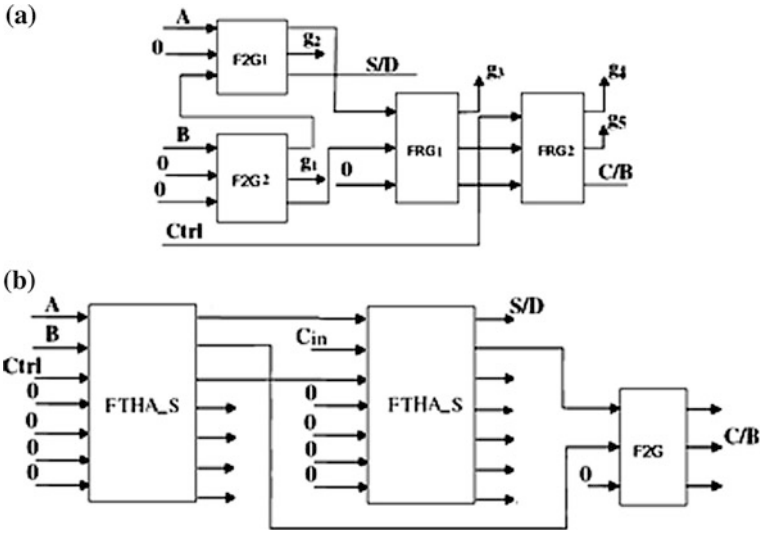 (a)
A
0
F2G1
g2
S/D
B
0
0
F2G2
g1
0
FRG1
g3
FRG2
g4
g5
C/B
Ctrl
(b)
A
B
Ctrl
0
0
0
0
FTHA_S
Cin
0
0
0
0
FTHA_S
S/D
0
F2G
C/B